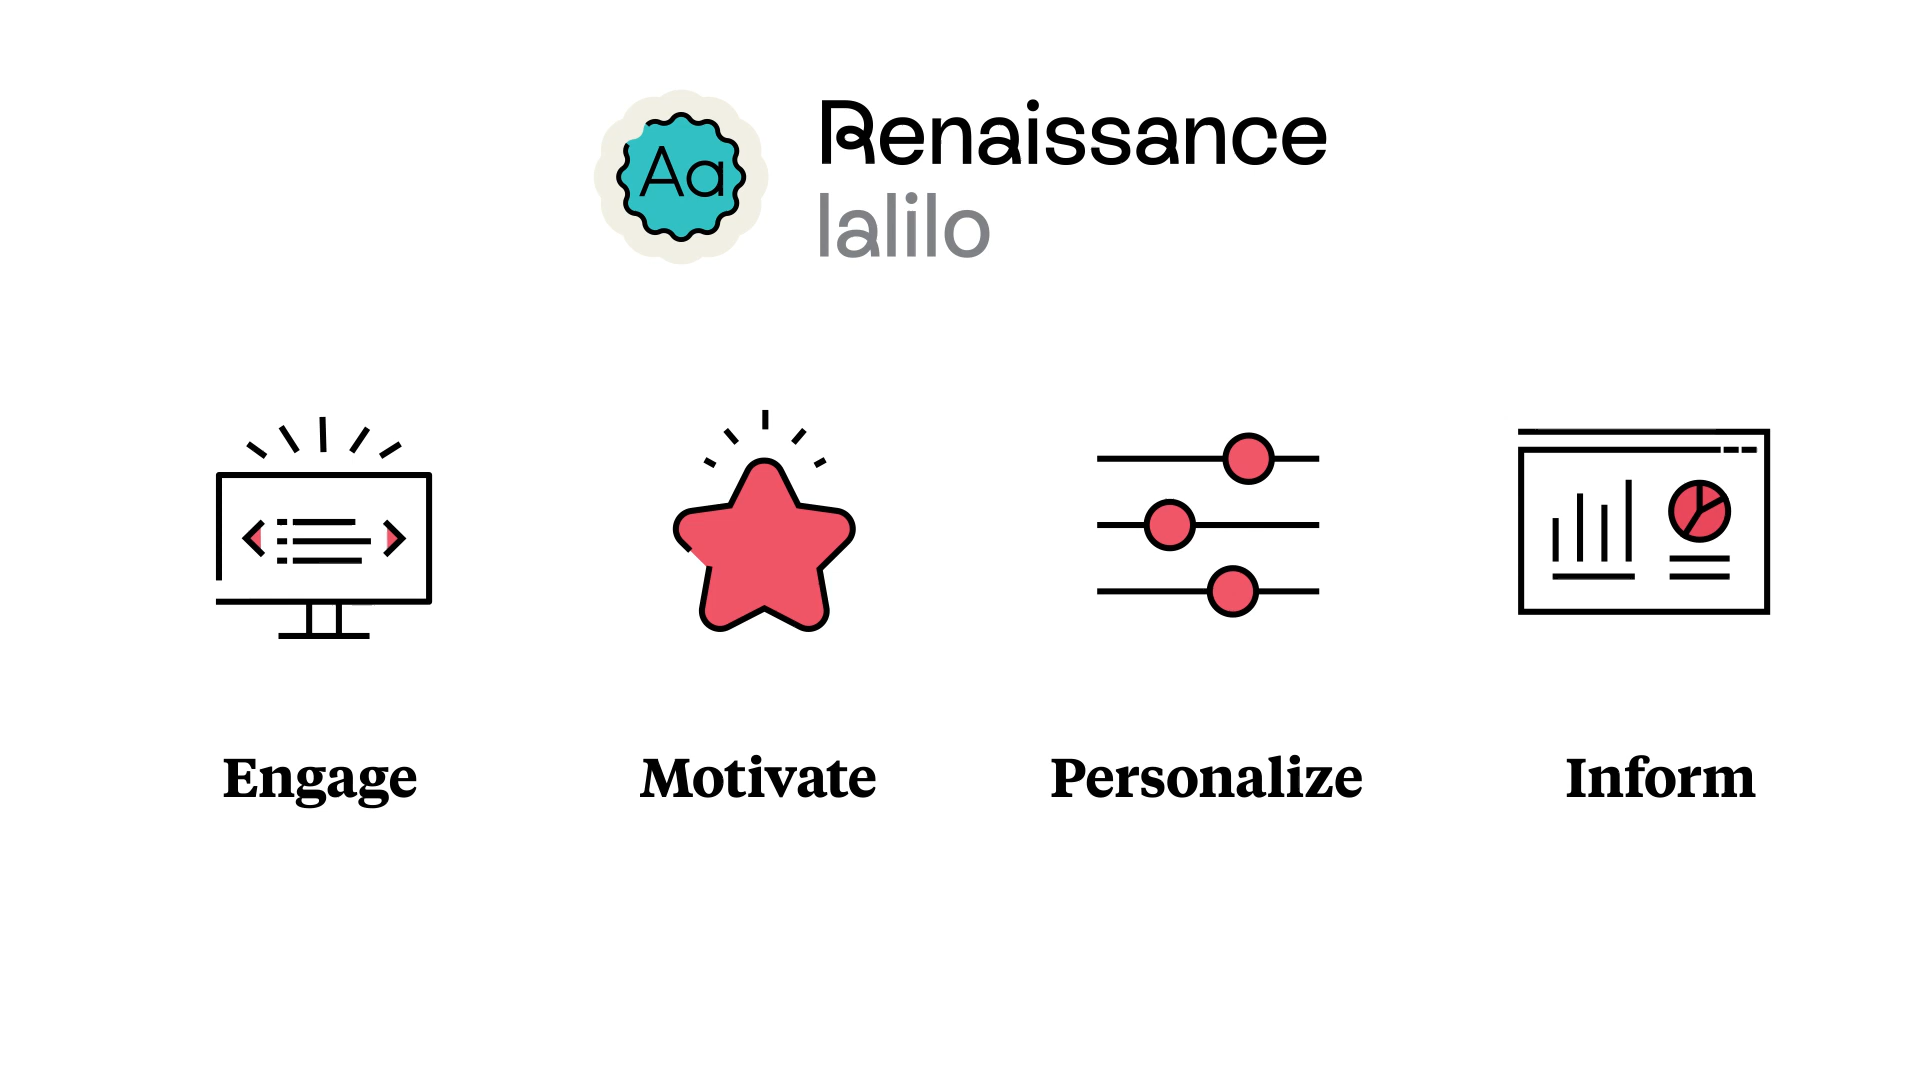 Aa
Renaissance
lalilo
Engage
Motivate
Personalize
Inform